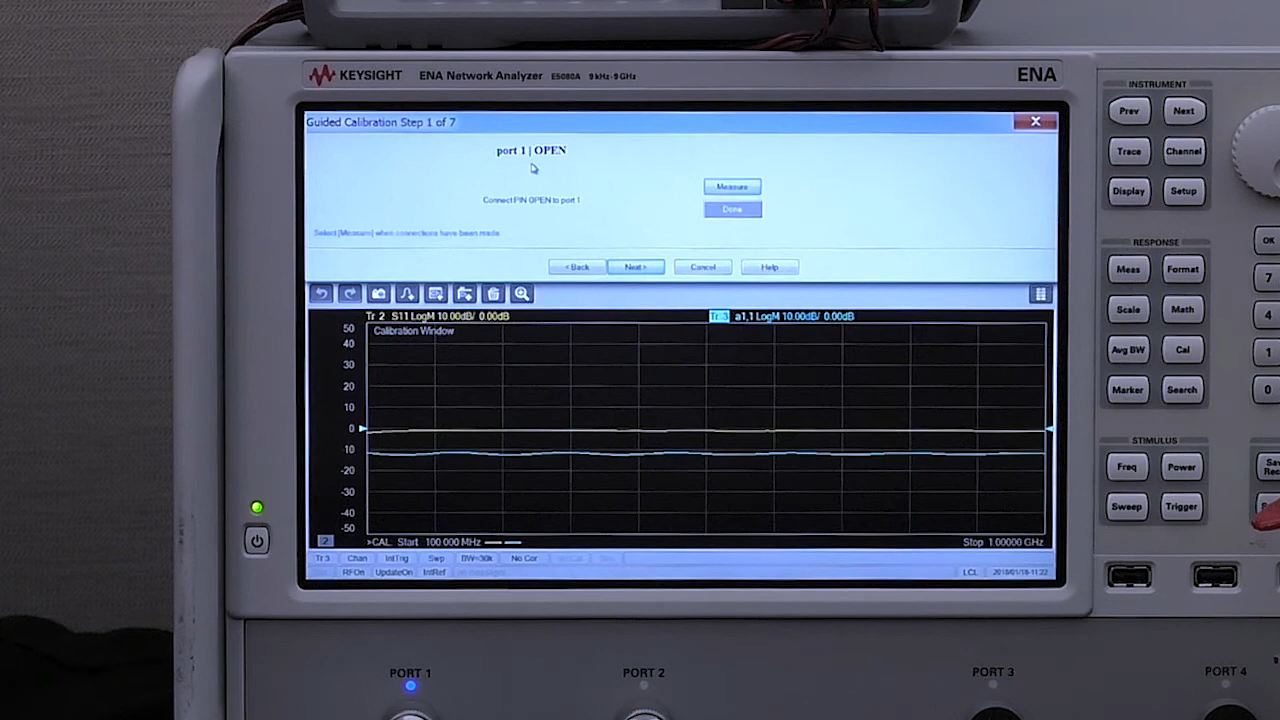 KEYSIGHT ENA Network Analyzer E5080A 9 kHz-9 GHz ENA
Guided Calibration Step 1 of 7
port 1 | OPEN
Measure
Connect PIN OPEN to port 1
Done
Select [Measure] when connections have been made
< Back Next > Cancel Help
Tr 2 S11 LogM 10.00dB/ 0.00dB
Tr 3 a1,1 LogM 10.00dB/ 0.00dB
Calibration Window
50
40
30
20
10
0
-10
-20
-30
-40
-50
2 >CAL Start 100.000 MHz Stop 1.00000 GHz
Tr 3 Chan IntTrig Swp BW=30k No Cor
RFOn UpdateOn IntRef LCL
INSTRUMENT
Prev Next
Trace Channel
Display Setup
RESPONSE
Meas Format
Scale Math
Avg BW Cal
Marker Search
STIMULUS
Freq Power
Sweep Trigger
OK
7
4
1
0
PORT 1 PORT 2 PORT 3 PORT 4